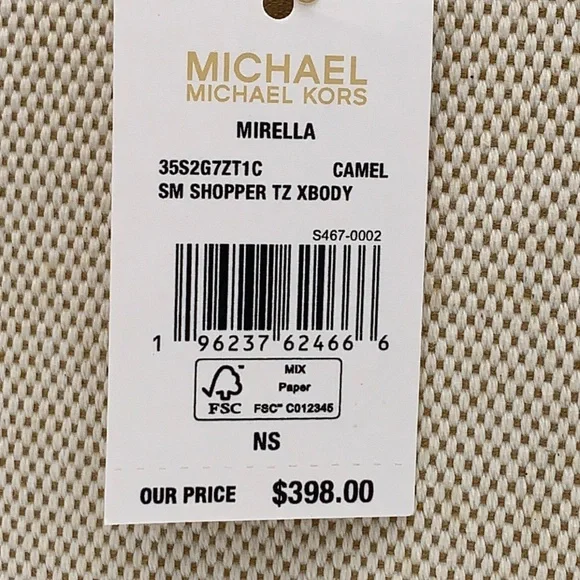 MICHAEL
MICHAEL KORS
MIRELLA
35S2G7ZT1C CAMEL
SM SHOPPER TZ XBODY
S467-0002
1 96237 62466 6
MIX
Paper
FSC FSC™ C012345
NS
OUR PRICE $398.00